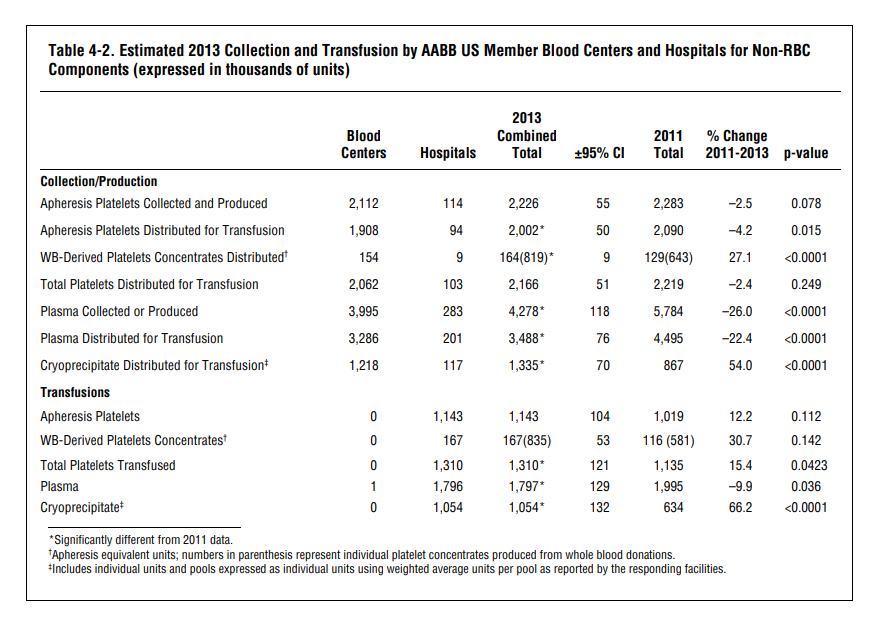 Table 4-2. Estimated 2013 Collection and Transfusion by AABB US Member Blood Centers and Hospitals for Non-RBC
Components (expressed in thousands of units)
2013
Blood Combined 2011 % Change
Centers Hospitals Total ±95% CI Total 2011-2013 p-value
Collection/Production
Apheresis Platelets Collected and Produced 2,112 114 2,226 55 2,283 –2.5 0.078
Apheresis Platelets Distributed for Transfusion 1,908 94 2,002* 50 2,090 –4.2 0.015
WB-Derived Platelets Concentrates Distributed† 154 9 164(819)* 9 129(643) 27.1 <0.0001
Total Platelets Distributed for Transfusion 2,062 103 2,166 51 2,219 –2.4 0.249
Plasma Collected or Produced 3,995 283 4,278* 118 5,784 –26.0 <0.0001
Plasma Distributed for Transfusion 3,286 201 3,488* 76 4,495 –22.4 <0.0001
Cryoprecipitate Distributed for Transfusion‡ 1,218 117 1,335* 70 867 54.0 <0.0001
Transfusions
Apheresis Platelets 0 1,143 1,143 104 1,019 12.2 0.112
WB-Derived Platelets Concentrates† 0 167 167(835) 53 116 (581) 30.7 0.142
Total Platelets Transfused 0 1,310 1,310* 121 1,135 15.4 0.0423
Plasma 1 1,796 1,797* 129 1,995 –9.9 0.036
Cryoprecipitate‡ 0 1,054 1,054* 132 634 66.2 <0.0001
*Significantly different from 2011 data.
†Apheresis equivalent units; numbers in parenthesis represent individual platelet concentrates produced from whole blood donations.
‡Includes individual units and pools expressed as individual units using weighted average units per pool as reported by the responding facilities.